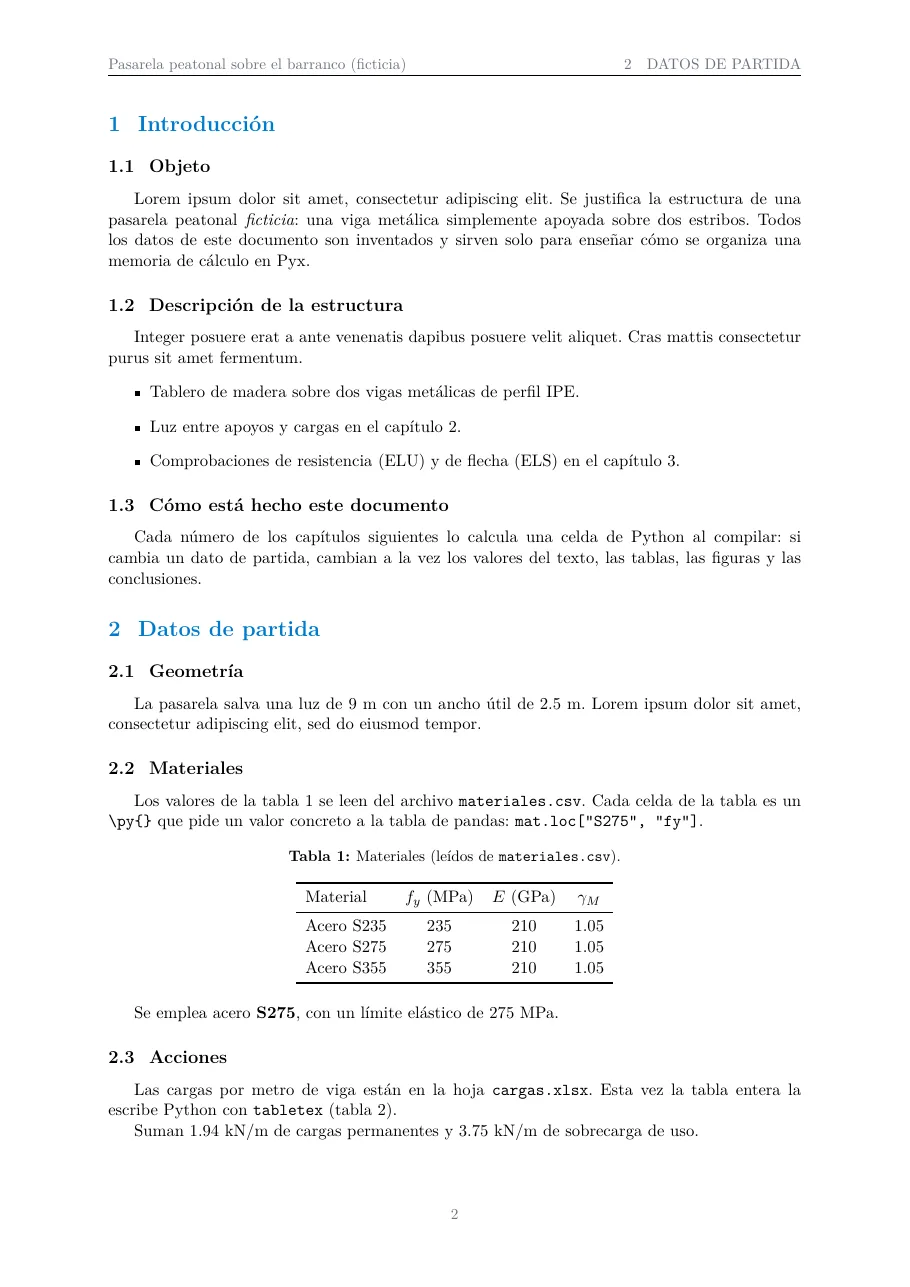 Pasarela peatonal sobre el barranco (ficticia) 2 DATOS DE PARTIDA
1 Introducción
1.1 Objeto
Lorem ipsum dolor sit amet, consectetur adipiscing elit. Se justifica la estructura de una
pasarela peatonal ficticia: una viga metálica simplemente apoyada sobre dos estribos. Todos
los datos de este documento son inventados y sirven solo para enseñar cómo se organiza una
memoria de cálculo en Pyx.
1.2 Descripción de la estructura
Integer posuere erat a ante venenatis dapibus posuere velit aliquet. Cras mattis consectetur
purus sit amet fermentum.
▪ Tablero de madera sobre dos vigas metálicas de perfil IPE.
▪ Luz entre apoyos y cargas en el capítulo 2.
▪ Comprobaciones de resistencia (ELU) y de flecha (ELS) en el capítulo 3.
1.3 Cómo está hecho este documento
Cada número de los capítulos siguientes lo calcula una celda de Python al compilar: si
cambia un dato de partida, cambian a la vez los valores del texto, las tablas, las figuras y las
conclusiones.
2 Datos de partida
2.1 Geometría
La pasarela salva una luz de 9 m con un ancho útil de 2.5 m. Lorem ipsum dolor sit amet,
consectetur adipiscing elit, sed do eiusmod tempor.
2.2 Materiales
Los valores de la tabla 1 se leen del archivo materiales.csv. Cada celda de la tabla es un
\py{} que pide un valor concreto a la tabla de pandas: mat.loc["S275", "fy"].
Tabla 1: Materiales (leídos de materiales.csv).
Material f_y (MPa) E (GPa) γ_M
Acero S235 235 210 1.05
Acero S275 275 210 1.05
Acero S355 355 210 1.05
Se emplea acero S275, con un límite elástico de 275 MPa.
2.3 Acciones
Las cargas por metro de viga están en la hoja cargas.xlsx. Esta vez la tabla entera la
escribe Python con tabletex (tabla 2).
Suman 1.94 kN/m de cargas permanentes y 3.75 kN/m de sobrecarga de uso.
2